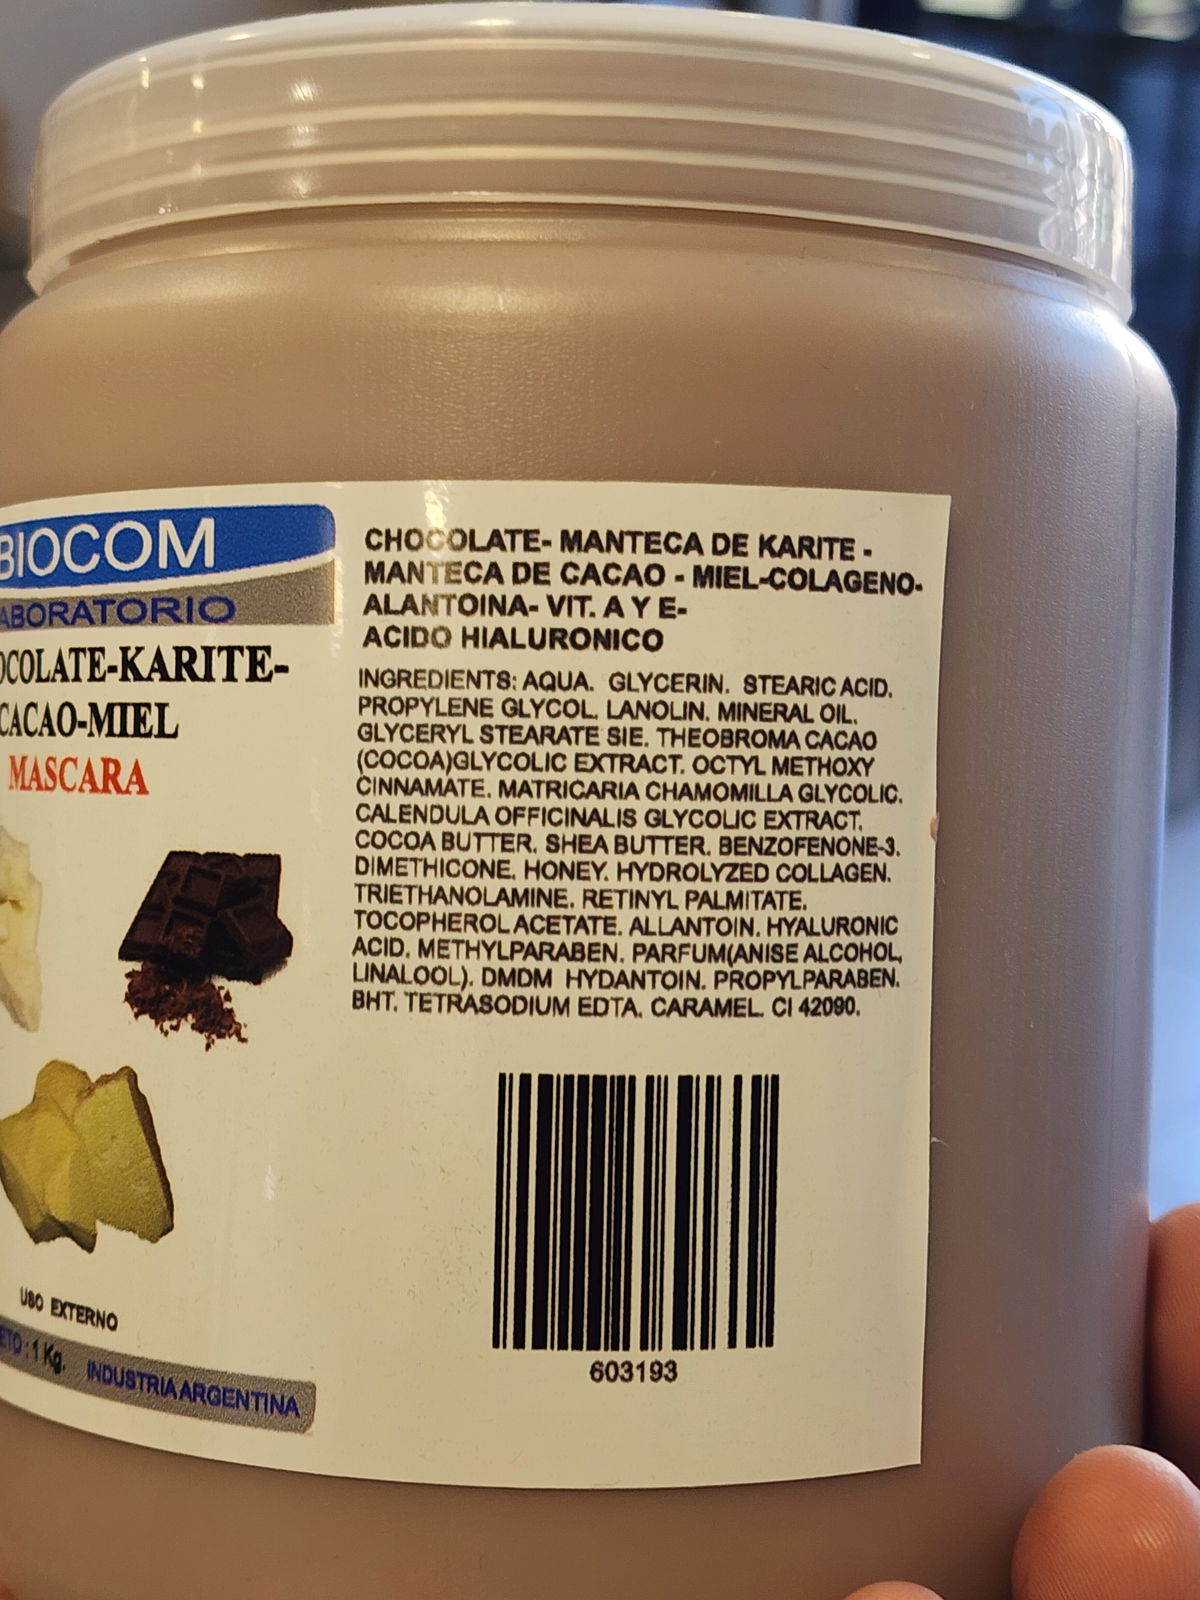 BIOCOM
ABORATORIO
OCOLATE-KARITE-
CACAO-MIEL
MASCARA
USO EXTERNO
ETO : 1 Kg. INDUSTRIA ARGENTINA
CHOCOLATE- MANTECA DE KARITE -
MANTECA DE CACAO - MIEL-COLAGENO-
ALANTOINA- VIT. A Y E-
ACIDO HIALURONICO
INGREDIENTS: AQUA. GLYCERIN. STEARIC ACID.
PROPYLENE GLYCOL. LANOLIN. MINERAL OIL.
GLYCERYL STEARATE SIE. THEOBROMA CACAO
(COCOA)GLYCOLIC EXTRACT. OCTYL METHOXY
CINNAMATE. MATRICARIA CHAMOMILLA GLYCOLIC.
CALENDULA OFFICINALIS GLYCOLIC EXTRACT.
COCOA BUTTER. SHEA BUTTER. BENZOFENONE-3.
DIMETHICONE. HONEY. HYDROLYZED COLLAGEN.
TRIETHANOLAMINE. RETINYL PALMITATE.
TOCOPHEROL ACETATE. ALLANTOIN. HYALURONIC
ACID. METHYLPARABEN. PARFUM(ANISE ALCOHOL,
LINALOOL). DMDM HYDANTOIN. PROPYLPARABEN.
BHT. TETRASODIUM EDTA. CARAMEL. CI 42090.
603193